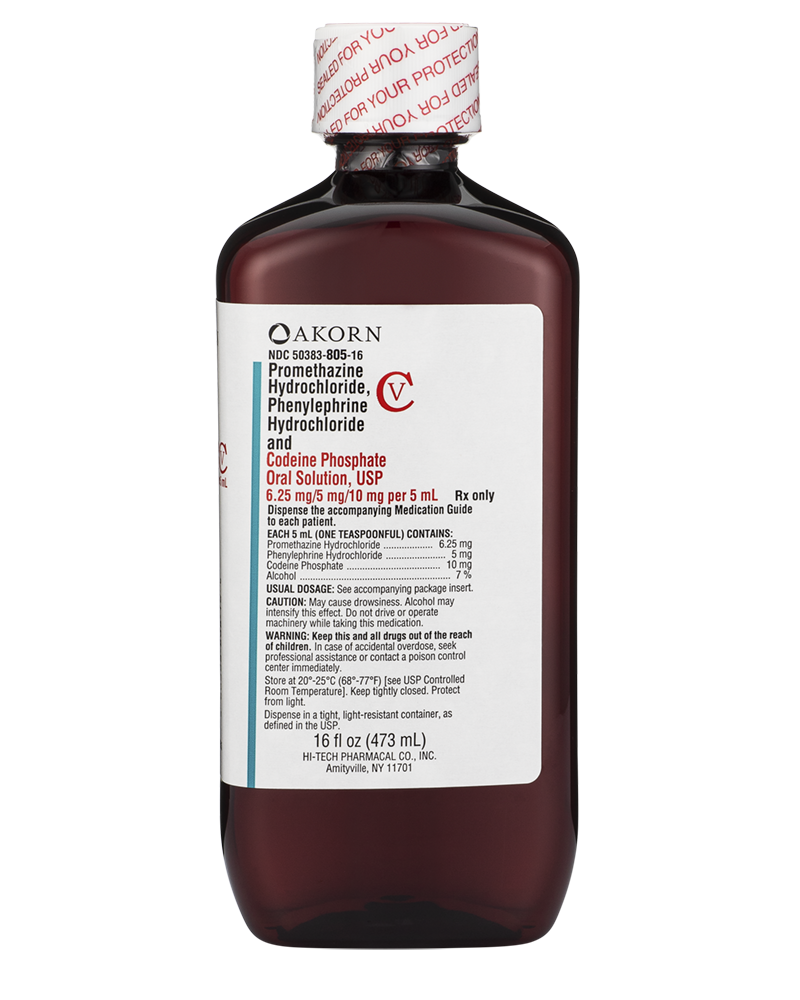 SEALED FOR YOUR PROTECTION
AKORN
NDC 50383-805-16
Promethazine
Hydrochloride,
CV
Phenylephrine
Hydrochloride
and
Codeine Phosphate
Oral Solution, USP
6.25 mg/5 mg/10 mg per 5 mL Rx only
Dispense the accompanying Medication Guide
to each patient.
EACH 5 mL (ONE TEASPOONFUL) CONTAINS:
Promethazine Hydrochloride .................. 6.25 mg
Phenylephrine Hydrochloride ...................... 5 mg
Codeine Phosphate ................................. 10 mg
Alcohol ..................................................... 7 %
USUAL DOSAGE: See accompanying package insert.
CAUTION: May cause drowsiness. Alcohol may
intensify this effect. Do not drive or operate
machinery while taking this medication.
WARNING: Keep this and all drugs out of the reach
of children. In case of accidental overdose, seek
professional assistance or contact a poison control
center immediately.
Store at 20°-25°C (68°-77°F) [see USP Controlled
Room Temperature]. Keep tightly closed. Protect
from light.
Dispense in a tight, light-resistant container, as
defined in the USP.
16 fl oz (473 mL)
HI-TECH PHARMACAL CO., INC.
Amityville, NY 11701